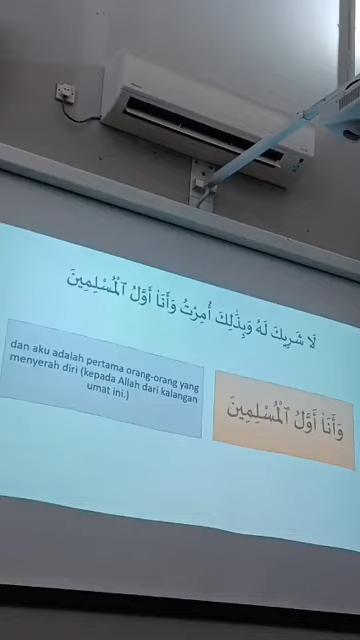 لَا شَرِيكَ لَهُۥ وَبِذَٰلِكَ أُمِرْتُ وَأَنَا۠ أَوَّلُ ٱلْمُسْلِمِينَ
وَأَنَا۠ أَوَّلُ ٱلْمُسْلِمِينَ
dan aku adalah pertama orang-orang yang
menyerah diri (kepada Allah dari kalangan
umat ini.)